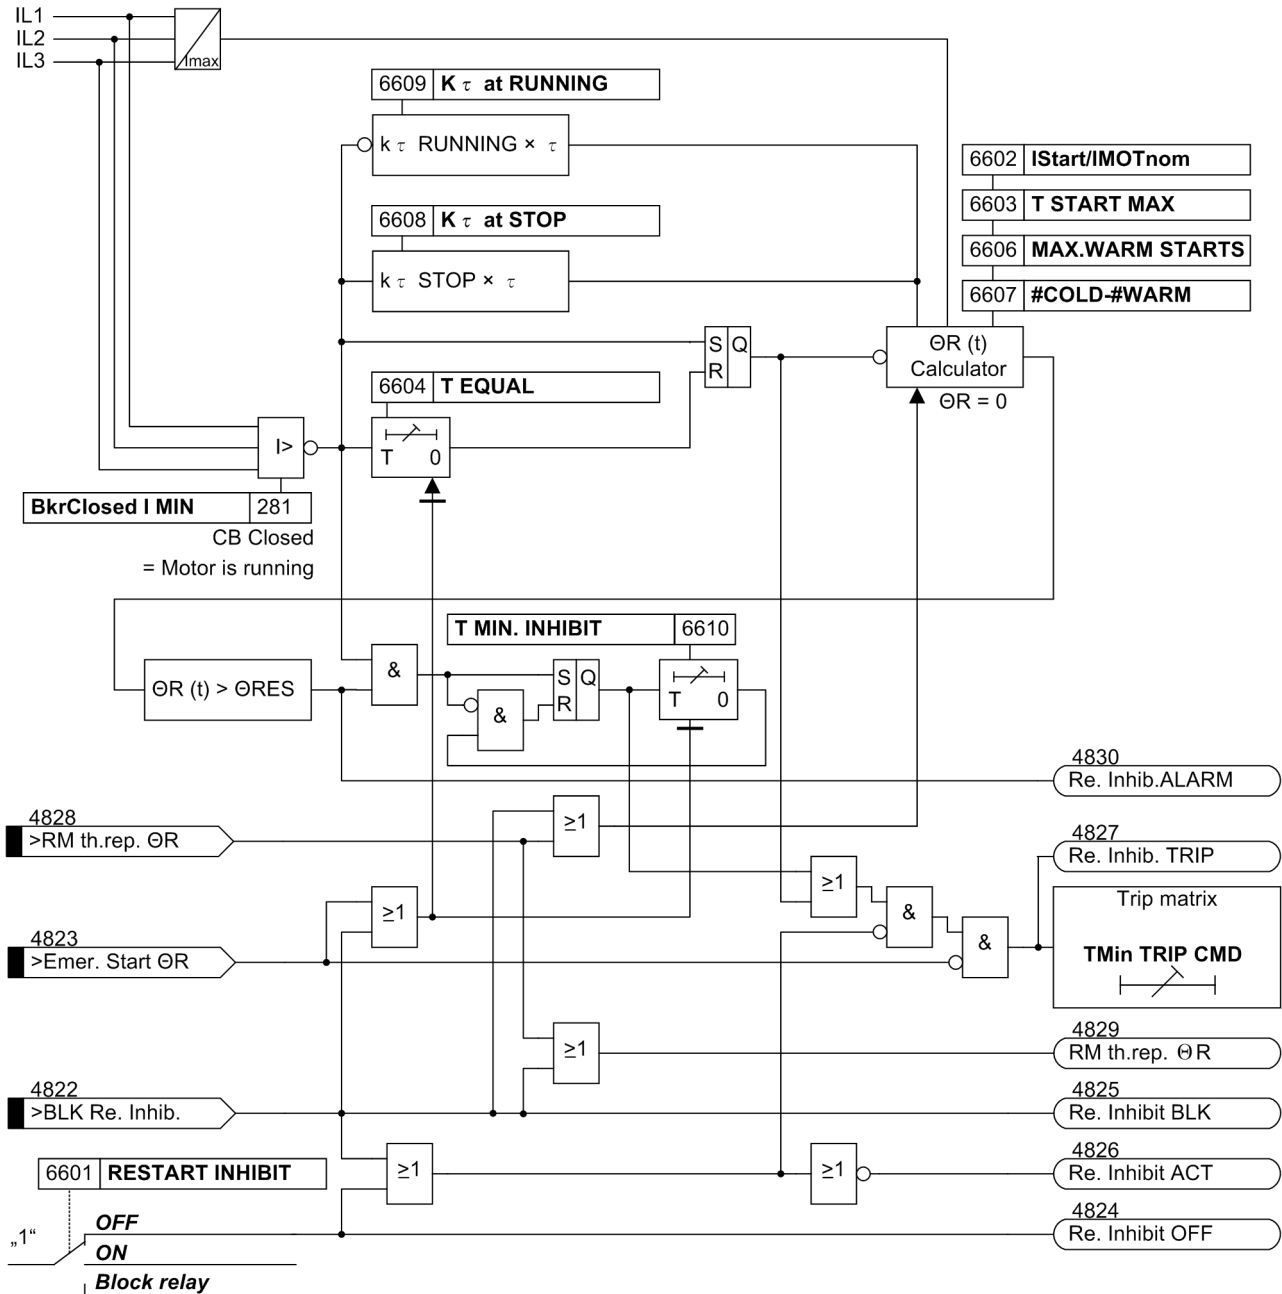 IL1
IL2
IL3
Imax
6609 K τ at RUNNING
k τ RUNNING × τ
6608 K τ at STOP
k τ STOP × τ
6602 IStart/IMOTnom
6603 T START MAX
6606 MAX.WARM STARTS
6607 #COLD-#WARM
S Q
R
ΘR (t)
Calculator
ΘR = 0
6604 T EQUAL
T 0
I>
BkrClosed I MIN 281
CB Closed
= Motor is running
T MIN. INHIBIT 6610
ΘR (t) > ΘRES
&
S Q
R
&
T 0
4830
Re. Inhib.ALARM
4828
>RM th.rep. ΘR
≥1
4827
Re. Inhib. TRIP
≥1
≥1
&
&
Trip matrix
TMin TRIP CMD
4823
>Emer. Start ΘR
≥1
4829
RM th.rep. ΘR
4822
>BLK Re. Inhib.
4825
Re. Inhibit BLK
6601 RESTART INHIBIT
≥1
≥1
4826
Re. Inhibit ACT
„1“
OFF
ON
Block relay
4824
Re. Inhibit OFF